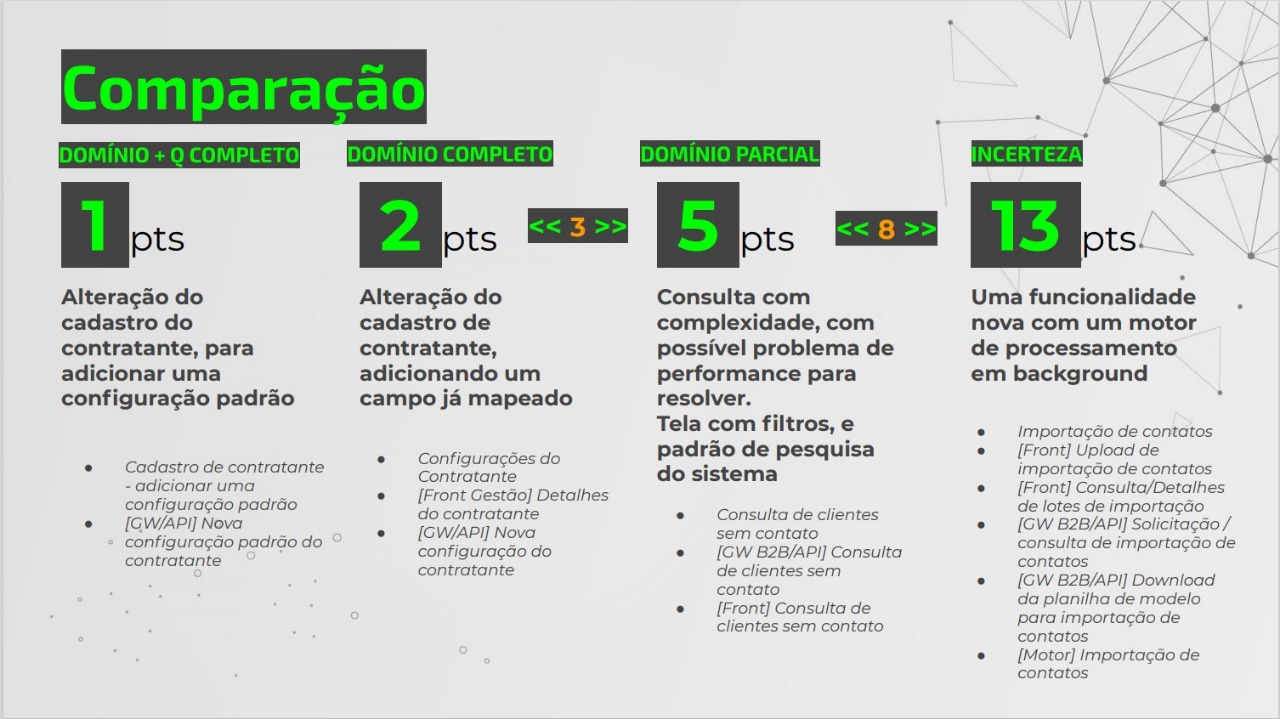 Comparação
DOMÍNIO + Q COMPLETO
1 pts
Alteração do
cadastro do
contratante, para
adicionar uma
configuração padrão
● Cadastro de contratante
- adicionar uma
configuração padrão
● [GW/API] Nova
configuração padrão do
contratante
DOMÍNIO COMPLETO
2 pts
Alteração do
cadastro de
contratante,
adicionando um
campo já mapeado
● Configurações do
Contratante
● [Front Gestão] Detalhes
do contratante
● [GW/API] Nova
configuração do
contratante
<< 3 >>
DOMÍNIO PARCIAL
5 pts
Consulta com
complexidade, com
possível problema de
performance para
resolver.
Tela com filtros, e
padrão de pesquisa
do sistema
● Consulta de clientes
sem contato
● [GW B2B/API] Consulta
de clientes sem
contato
● [Front] Consulta de
clientes sem contato
<< 8 >>
INCERTEZA
13 pts
Uma funcionalidade
nova com um motor
de processamento
em background
● Importação de contatos
● [Front] Upload de
importação de contatos
● [Front] Consulta/Detalhes
de lotes de importação
● [GW B2B/API] Solicitação /
consulta de importação de
contatos
● [GW B2B/API] Download
da planilha de modelo
para importação de
contatos
● [Motor] Importação de
contatos